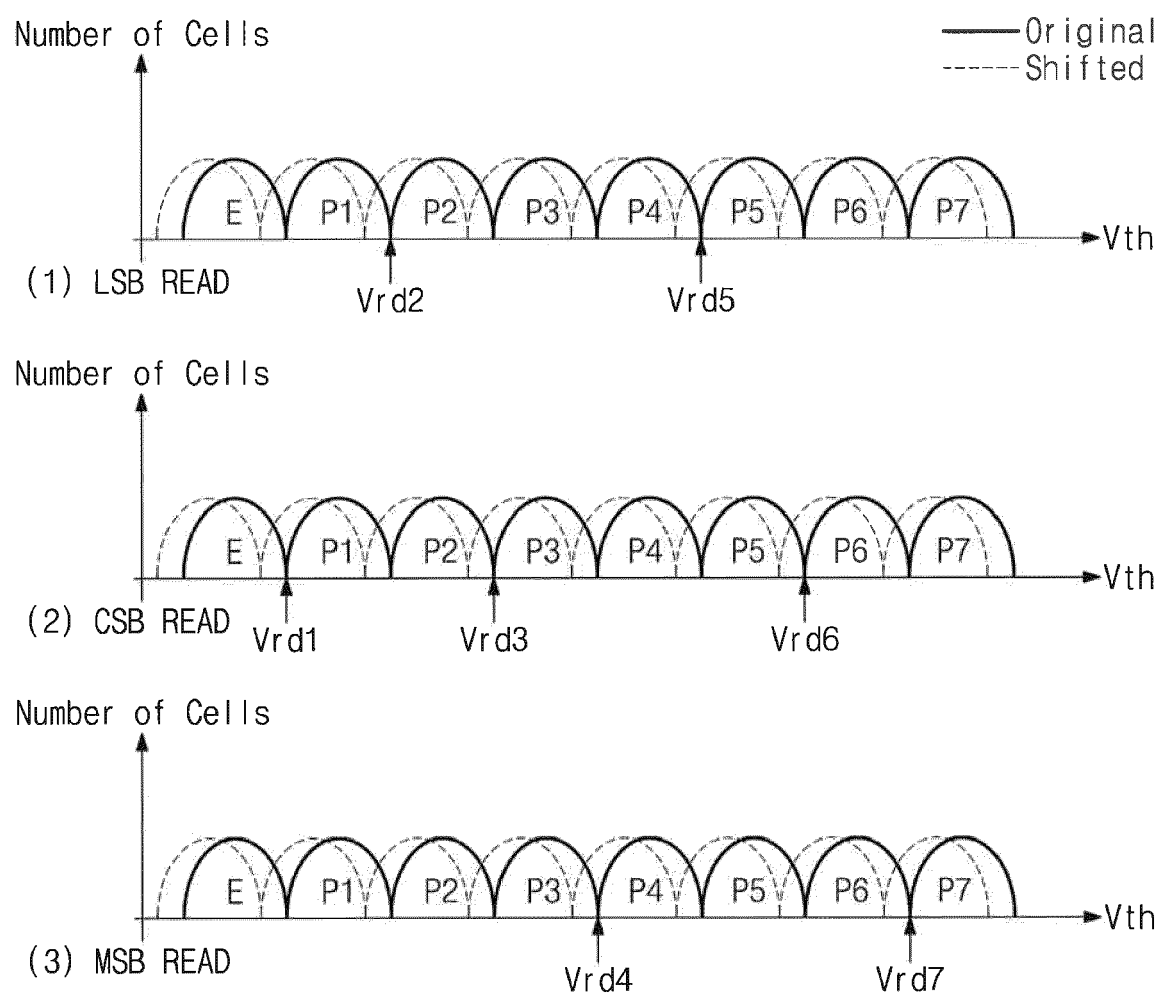 Number of Cells
Original
Shifted
E P1 P2 P3 P4 P5 P6 P7
Vth
(1) LSB READ
Vrd2 Vrd5
Number of Cells
E P1 P2 P3 P4 P5 P6 P7
Vth
(2) CSB READ
Vrd1 Vrd3 Vrd6
Number of Cells
E P1 P2 P3 P4 P5 P6 P7
Vth
(3) MSB READ
Vrd4 Vrd7